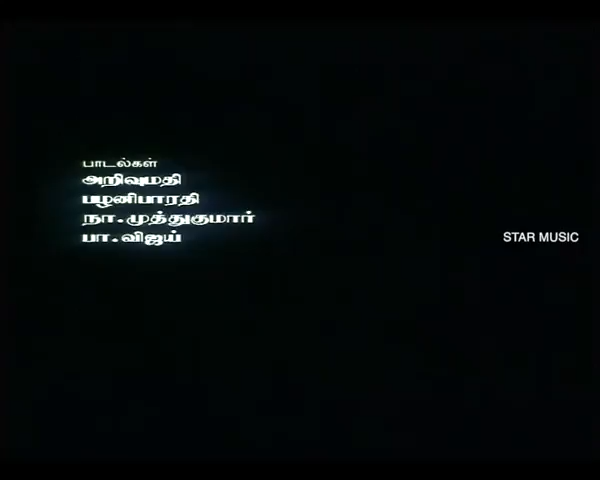 பாடல்கள்
அறிவுமதி
பழனிபாரதி
நா.முத்துகுமார்
பா.விஜய்
STAR MUSIC